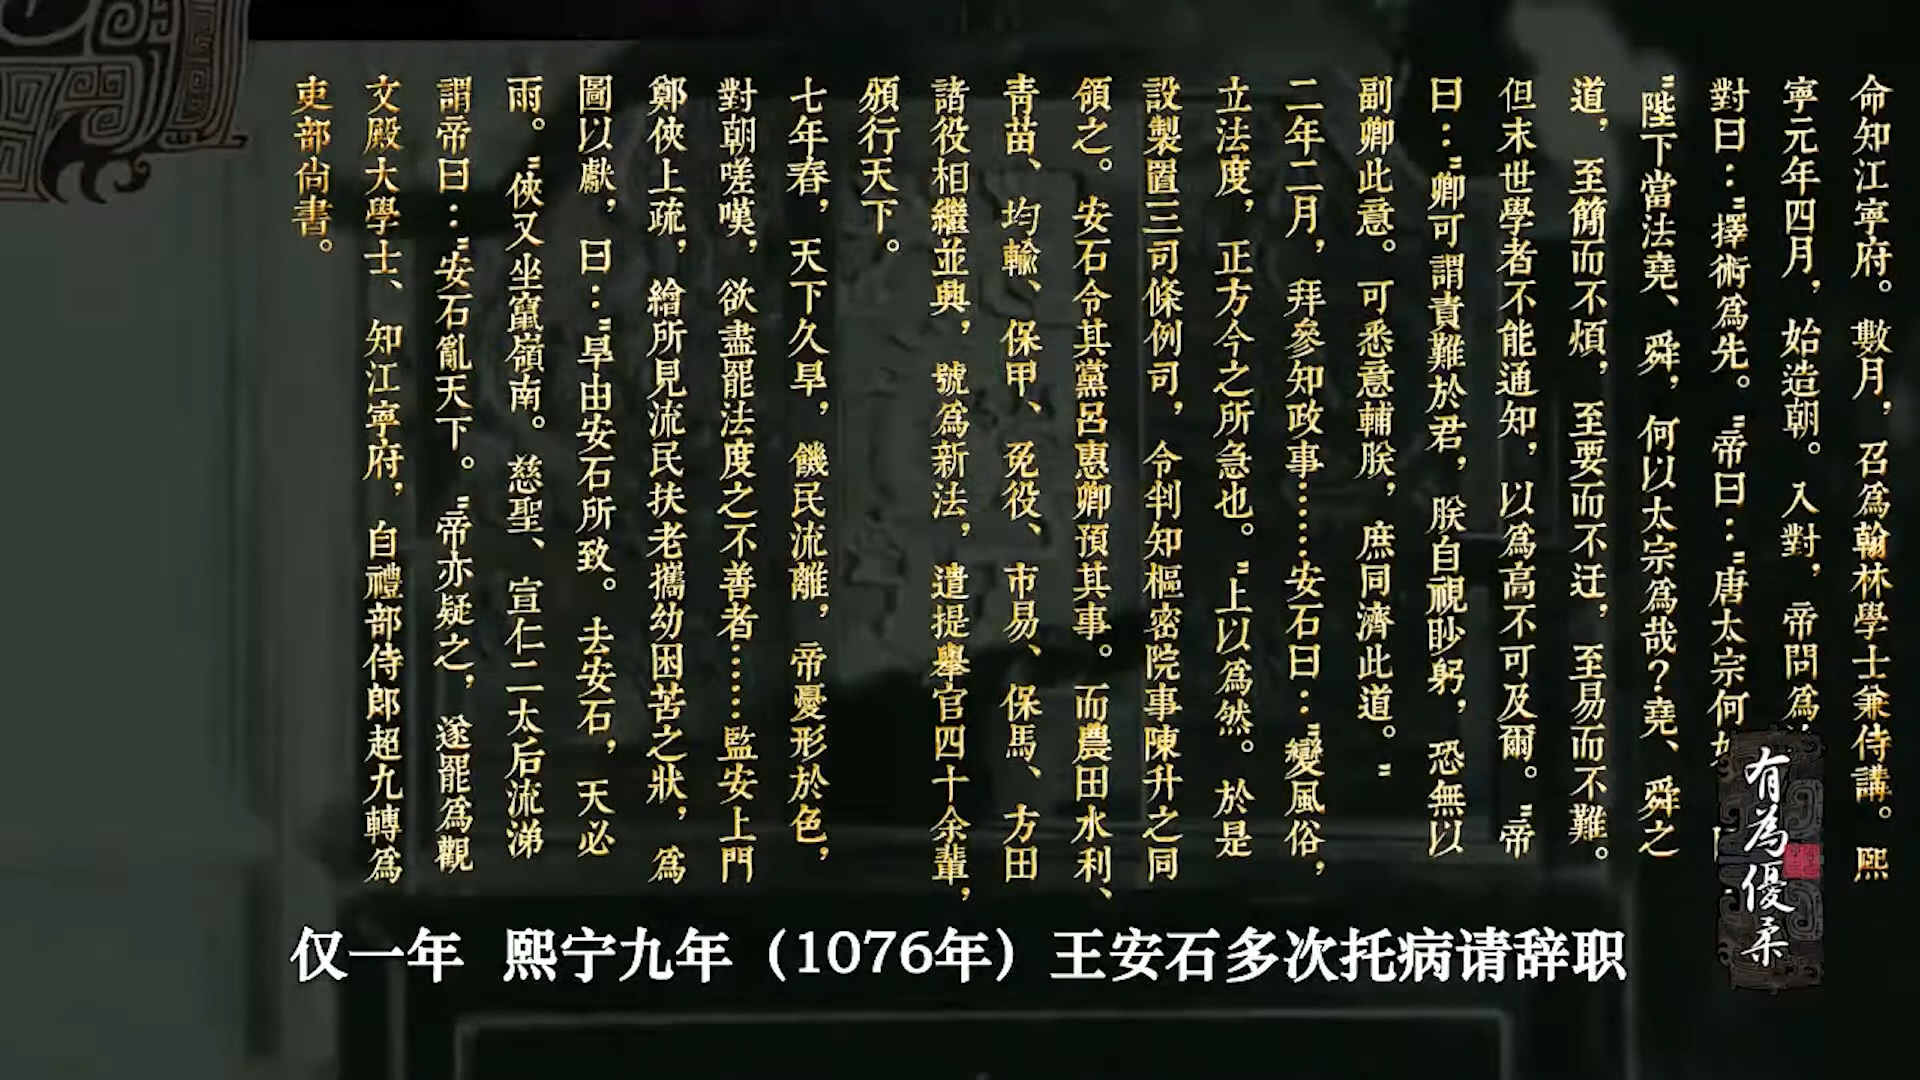 命知江寧府。數月，召爲翰林學士兼侍講。熙
寧元年四月，始造朝。入對，帝問爲
對曰："擇術爲先。"帝曰："唐太宗何如
"陛下當法堯、舜，何以太宗爲哉？堯、舜之
道，至簡而不煩，至要而不迂，至易而不難。
但末世學者不能通知，以爲高不可及爾。"帝
曰："卿可謂責難於君，朕自視眇躬，恐無以
副卿此意。可悉意輔朕，庶同濟此道。"
二年二月，拜參知政事……安石曰："變風俗，
立法度，正方今之所急也。"上以爲然。於是
設製置三司條例司，令判知樞密院事陳升之同
領之。安石令其黨呂惠卿預其事。而農田水利、
青苗、均輸、保甲、免役、市易、保馬、方田
諸役相繼並興，號爲新法，遣提舉官四十余輩，
頒行天下。
七年春，天下久旱，饑民流離，帝憂形於色，
對朝嗟嘆，欲盡罷法度之不善者……監安上門
鄭俠上疏，繪所見流民扶老攜幼困苦之狀，爲
圖以獻，曰："旱由安石所致。去安石，天必
雨。"俠又坐竄嶺南。慈聖、宣仁二太后流涕
謂帝曰："安石亂天下。"帝亦疑之，遂罷爲觀
文殿大學士、知江寧府，自禮部侍郎超九轉爲
吏部尚書。
有為優柔
仅一年 熙宁九年（1076年）王安石多次托病请辞职